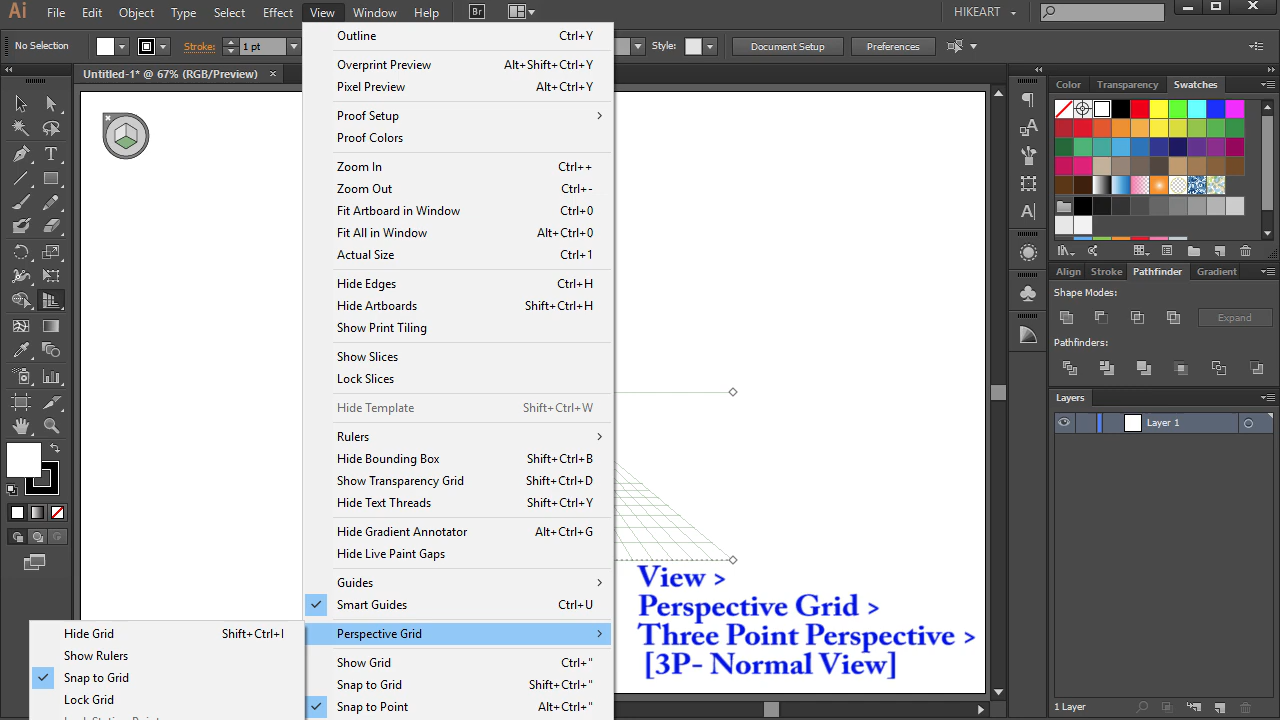 Ai File Edit Object Type Select Effect View Window Help Br HIKEART
No Selection Stroke: 1 pt Style: Document Setup Preferences
Untitled-1* @ 67% (RGB/Preview)
Outline Ctrl+Y
Overprint Preview Alt+Shift+Ctrl+Y
Pixel Preview Alt+Ctrl+Y
Proof Setup
Proof Colors
Zoom In Ctrl++
Zoom Out Ctrl+-
Fit Artboard in Window Ctrl+0
Fit All in Window Alt+Ctrl+0
Actual Size Ctrl+1
Hide Edges Ctrl+H
Hide Artboards Shift+Ctrl+H
Show Print Tiling
Show Slices
Lock Slices
Hide Template Shift+Ctrl+W
Rulers
Hide Bounding Box Shift+Ctrl+B
Show Transparency Grid Shift+Ctrl+D
Hide Text Threads Shift+Ctrl+Y
Hide Gradient Annotator Alt+Ctrl+G
Hide Live Paint Gaps
Guides
Smart Guides Ctrl+U
Perspective Grid
Show Grid Ctrl+"
Snap to Grid Shift+Ctrl+"
Snap to Point Alt+Ctrl+"
Hide Grid Shift+Ctrl+I
Show Rulers
Snap to Grid
Lock Grid
Lock Station Point
View >
Perspective Grid >
Three Point Perspective >
[3P- Normal View]
Color Transparency Swatches
Align Stroke Pathfinder Gradient
Shape Modes:
Expand
Pathfinders:
Layers
Layer 1
1 Layer